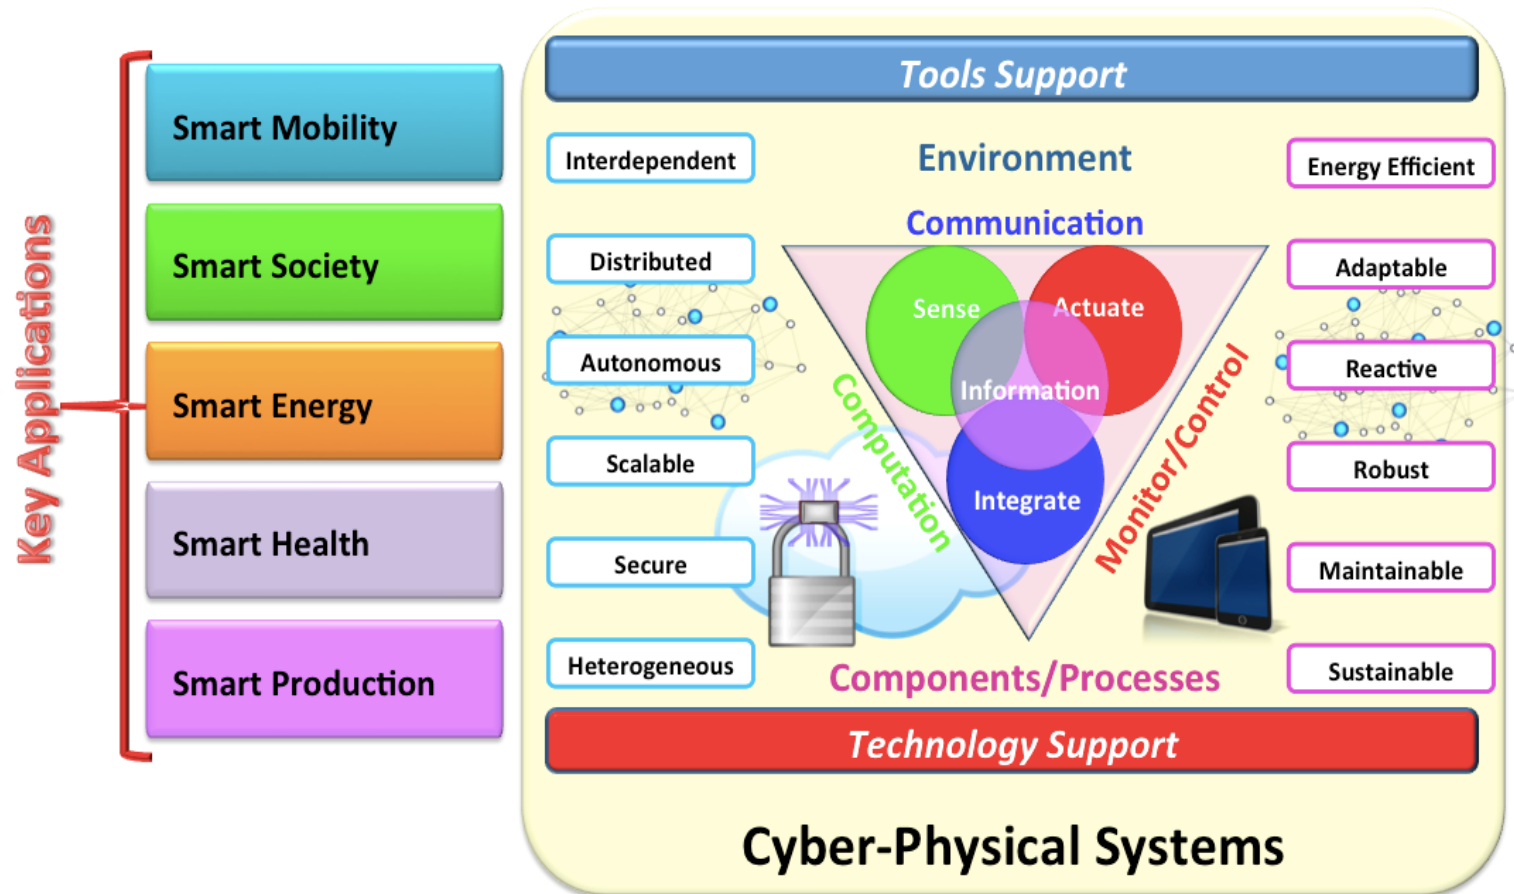 Key Applications
Smart Mobility
Smart Society
Smart Energy
Smart Health
Smart Production
Tools Support
Interdependent
Distributed
Autonomous
Scalable
Secure
Heterogeneous
Environment
Communication
Sense
Actuate
Information
Integrate
Computation
Monitor/Control
Components/Processes
Energy Efficient
Adaptable
Reactive
Robust
Maintainable
Sustainable
Technology Support
Cyber-Physical Systems